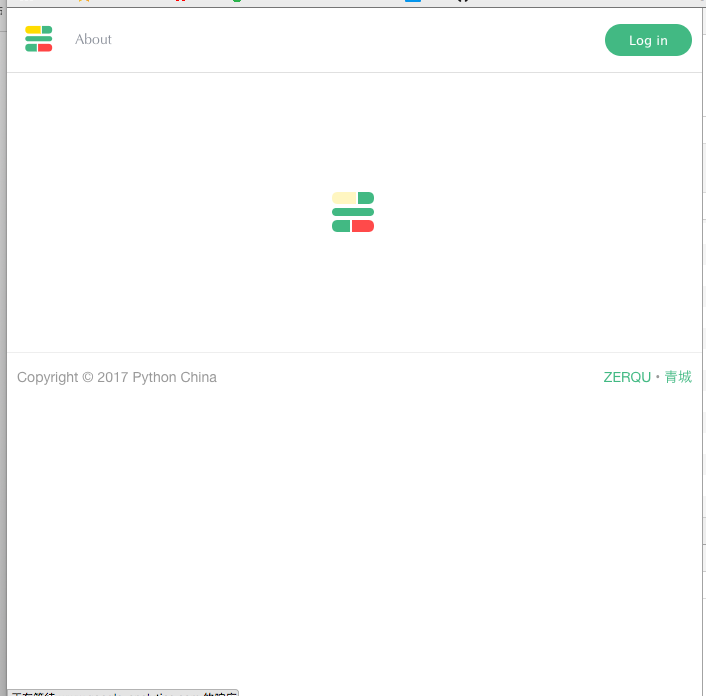 About
Log in
Copyright © 2017 Python China
ZERQU • 青城